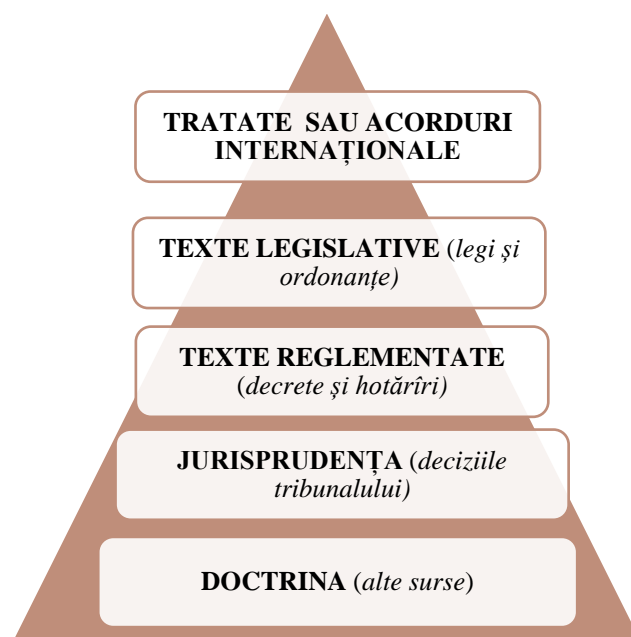 TRATATE SAU ACORDURI
INTERNAȚIONALE
TEXTE LEGISLATIVE (legi și
ordonanțe)
TEXTE REGLEMENTATE
(decrete și hotărîri)
JURISPRUDENȚA (deciziile
tribunalului)
DOCTRINA (alte surse)